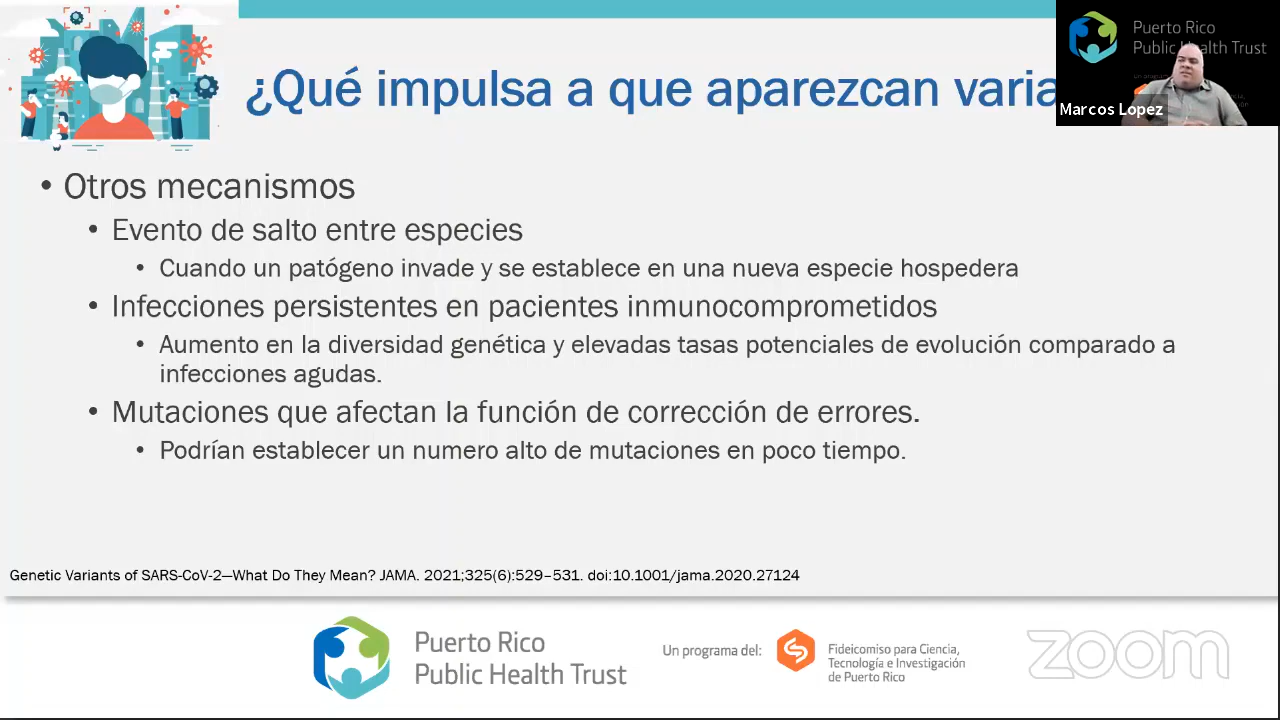 ¿Qué impulsa a que aparezcan varia
Puerto Rico
Public Health Trust
Marcos Lopez
• Otros mecanismos
• Evento de salto entre especies
• Cuando un patógeno invade y se establece en una nueva especie hospedera
• Infecciones persistentes en pacientes inmunocomprometidos
• Aumento en la diversidad genética y elevadas tasas potenciales de evolución comparado a
infecciones agudas.
• Mutaciones que afectan la función de corrección de errores.
• Podrían establecer un numero alto de mutaciones en poco tiempo.
Genetic Variants of SARS-CoV-2—What Do They Mean? JAMA. 2021;325(6):529–531. doi:10.1001/jama.2020.27124
Puerto Rico
Public Health Trust
Un programa del:
Fideicomiso para Ciencia,
Tecnología e Investigación
de Puerto Rico
zoom